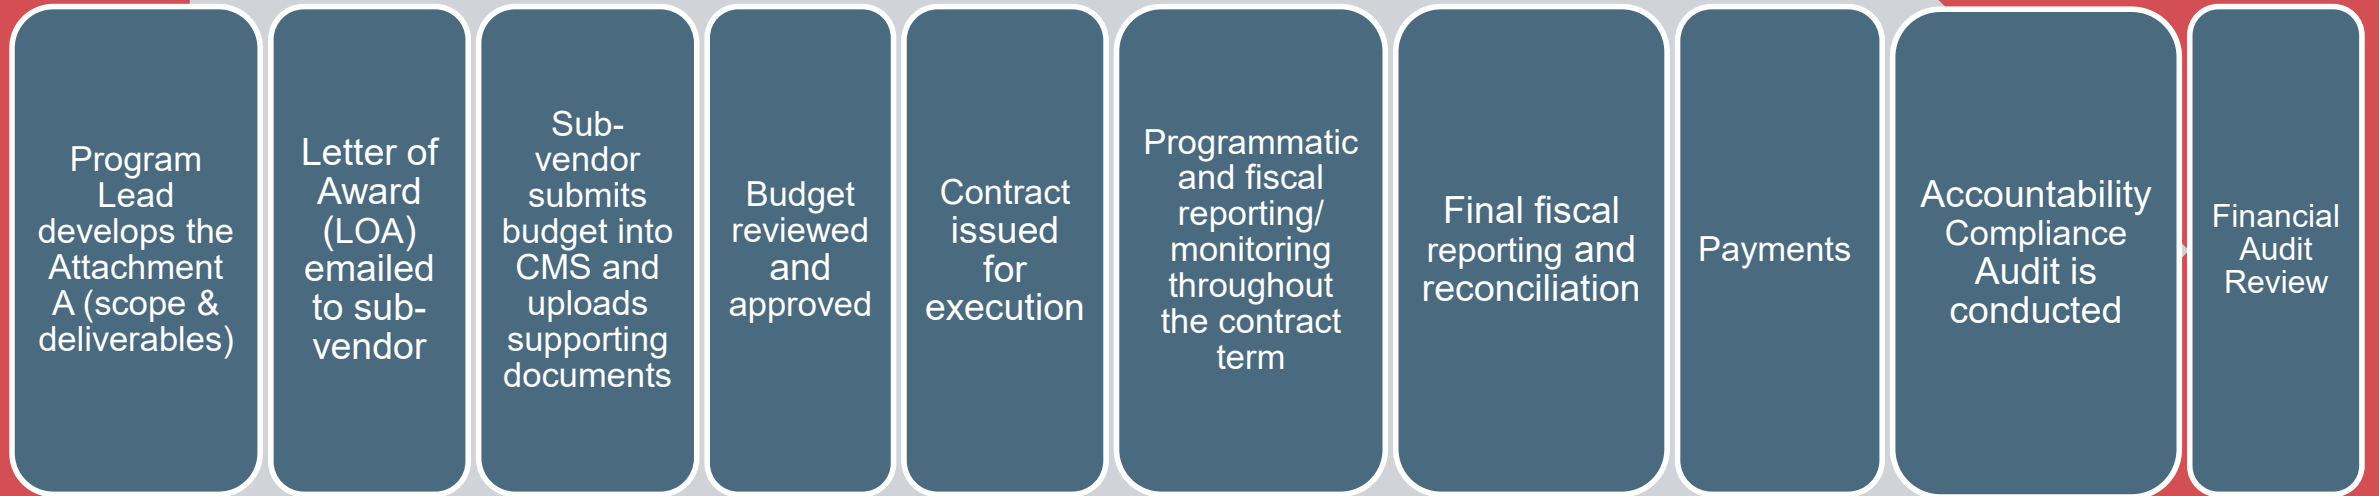 Program
Lead
develops the
Attachment
A (scope &
deliverables)
Letter of
Award
(LOA)
emailed
to sub-
vendor
Sub-
vendor
submits
budget into
CMS and
uploads
supporting
documents
Budget
reviewed
and
approved
Contract
issued
for
execution
Programmatic
and fiscal
reporting/
monitoring
throughout
the contract
term
Final fiscal
reporting and
reconciliation
Payments
Accountability
Compliance
Audit is
conducted
Financial
Audit
Review